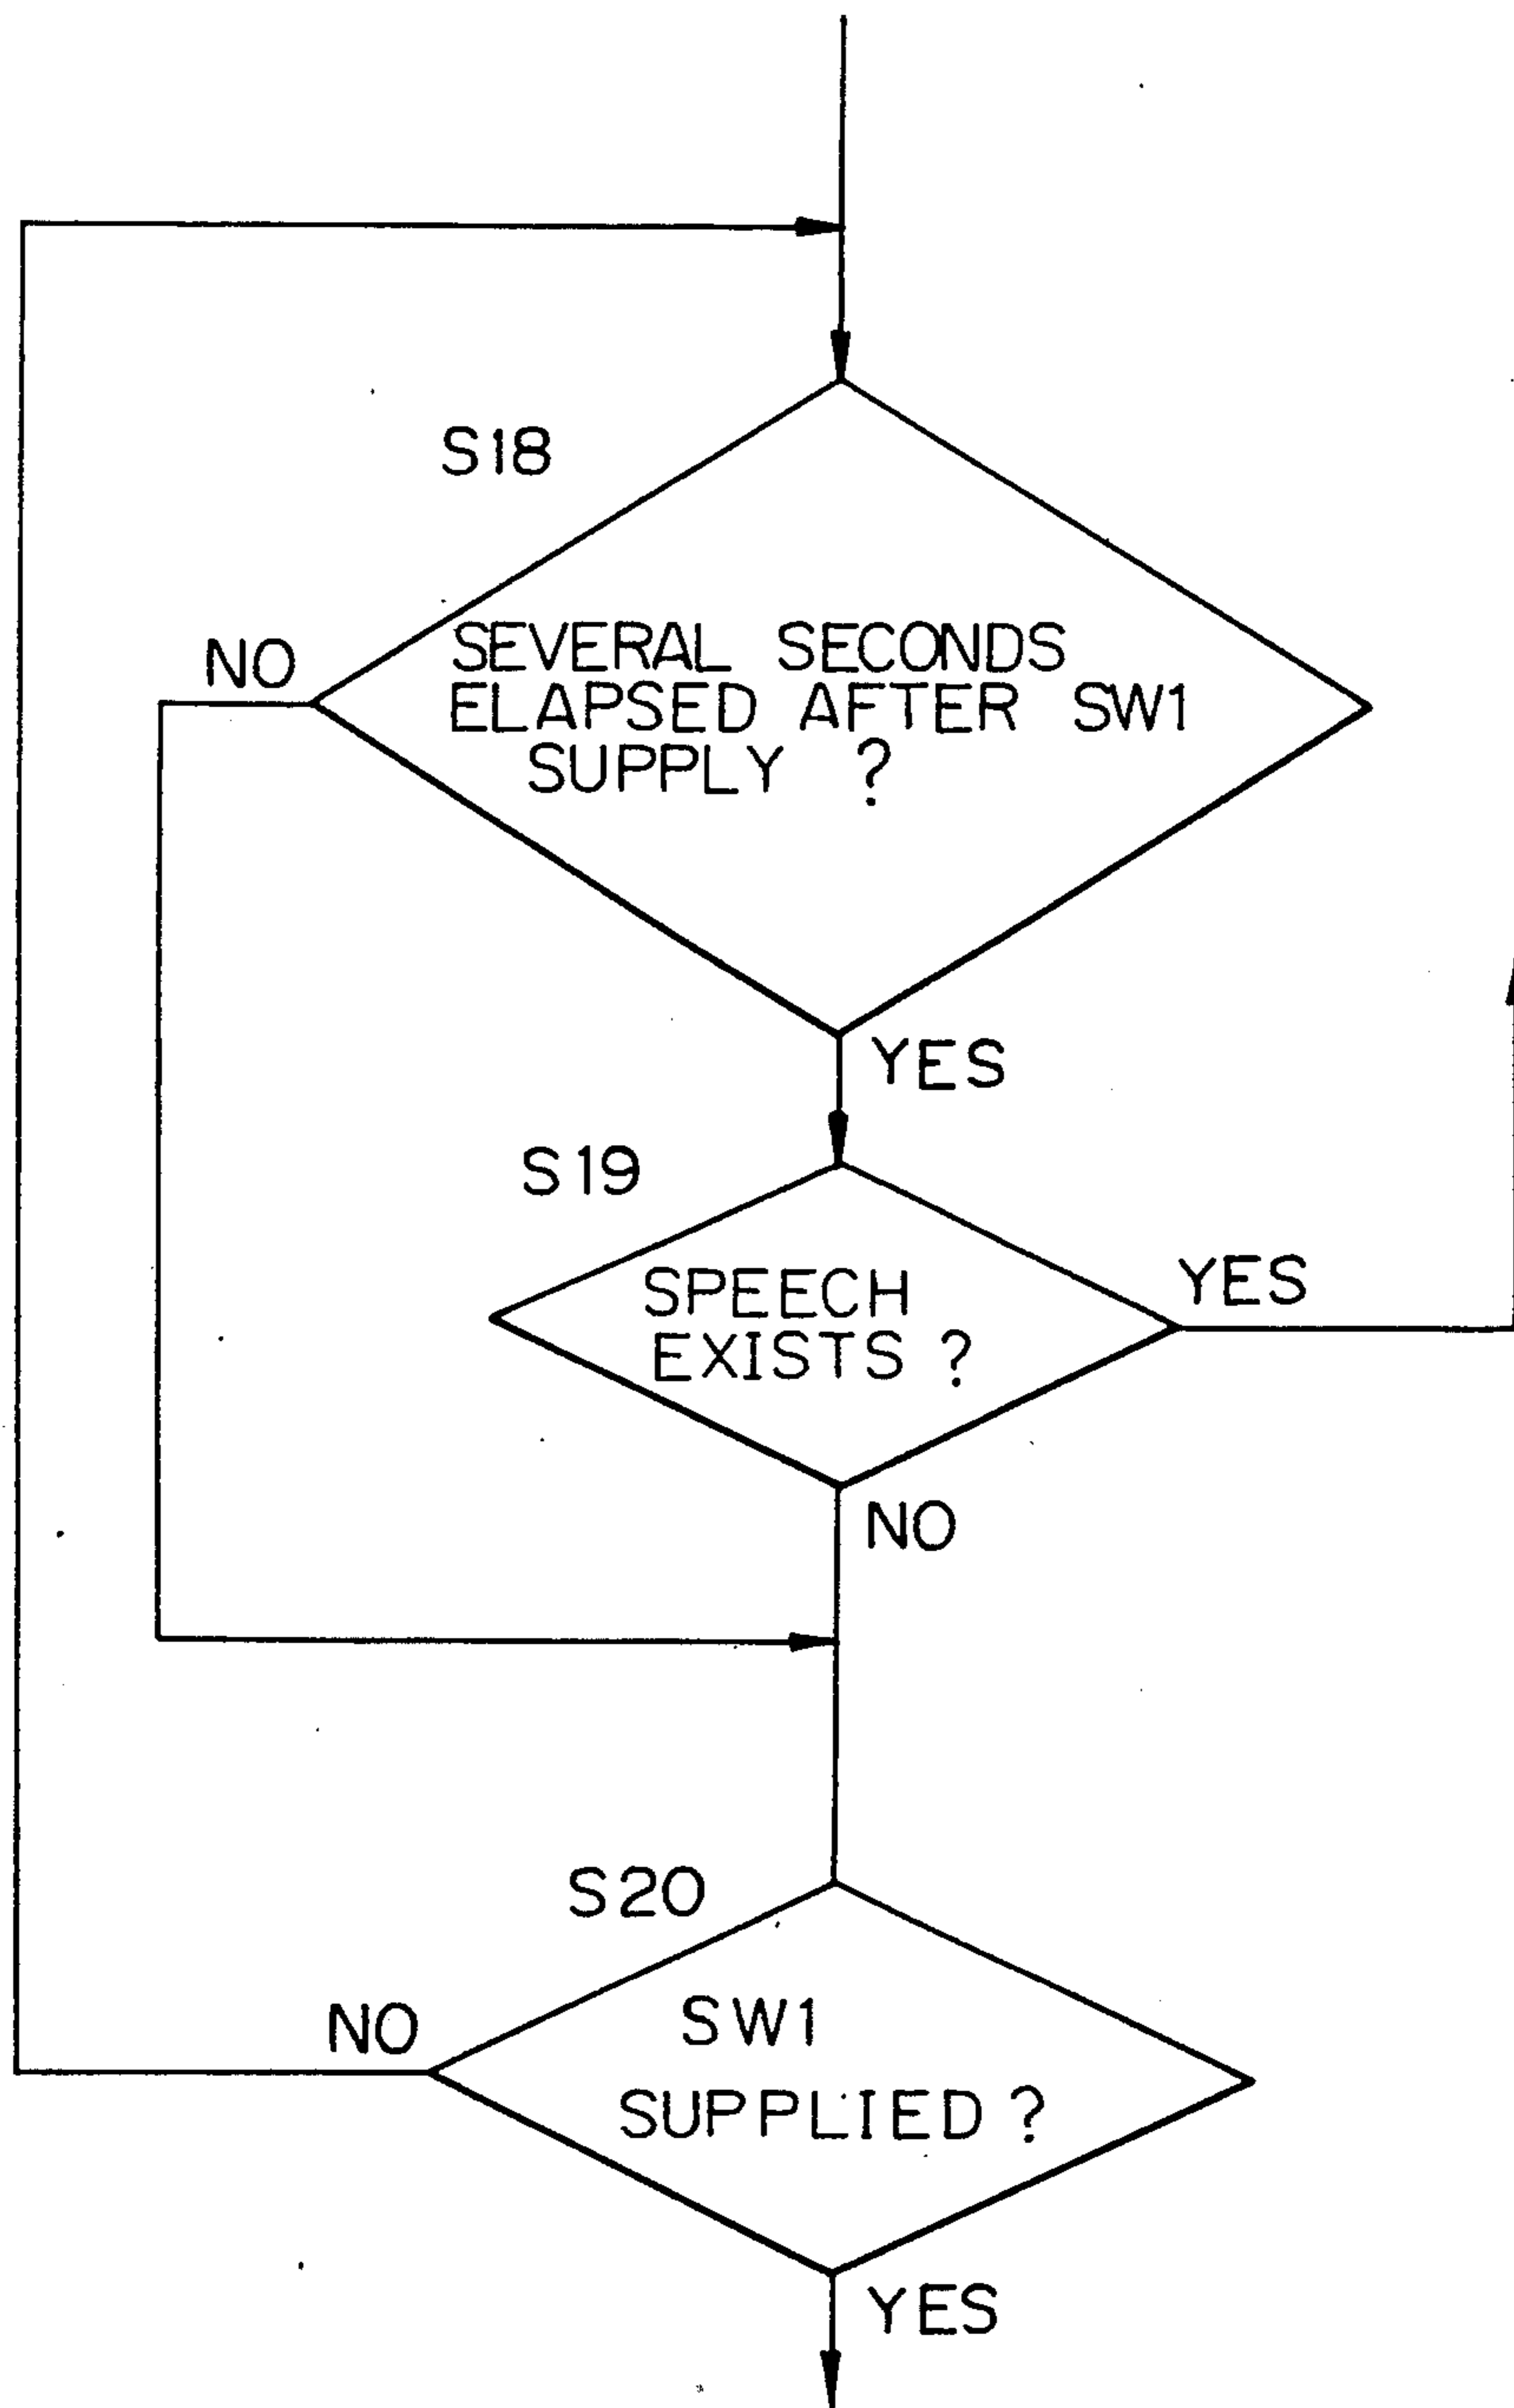 S18
NO
SEVERAL SECONDS
ELAPSED AFTER SW1
SUPPLY ?
YES
S19
SPEECH
EXISTS ?
YES
NO
S20
NO
SW1
SUPPLIED ?
YES